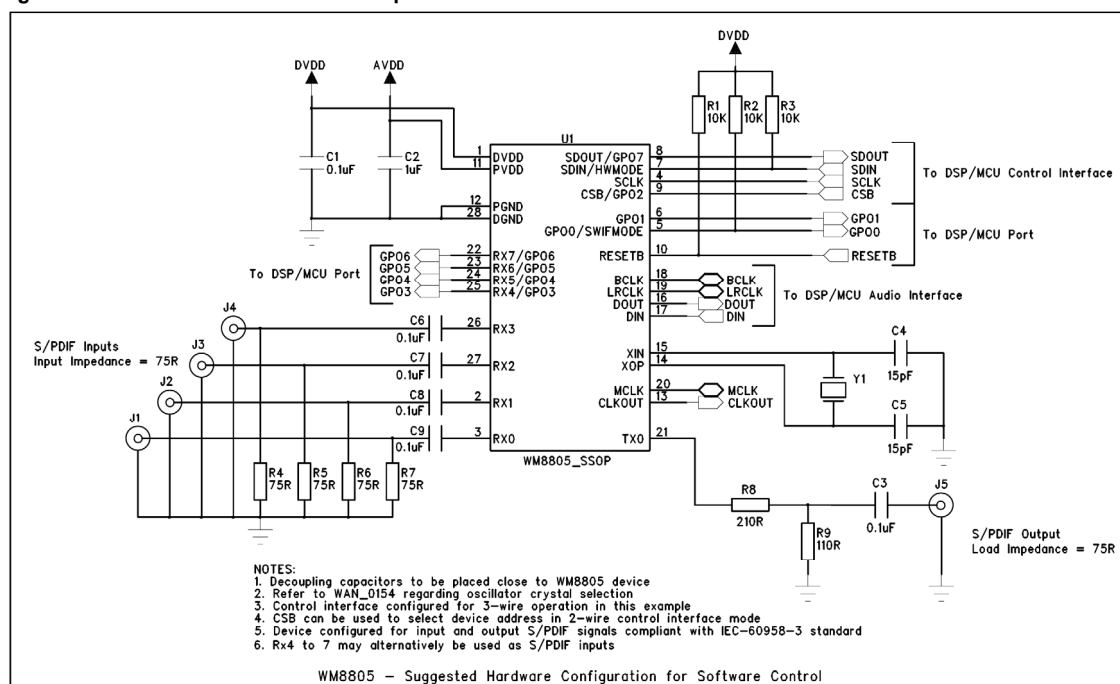 DVDD
AVDD
DVDD
R1
10K
R2
10K
R3
10K
C1
0.1uF
C2
1uF
U1
1
DVDD
11
PVDD
12
PGND
28
DGND
SDOUT/GPO7
8
SDOUT
SDIN/HWMODE
7
SDIN
SCLK
4
SCLK
CSB/GPO2
9
CSB
To DSP/MCU Control Interface
GPO1
6
GPO1
GPO0/SWIFMODE
5
GPO0
To DSP/MCU Port
RESETB
10
RESETB
To DSP/MCU Port
GPO6
22
RX7/GPO6
GPO5
23
RX6/GPO5
GPO4
24
RX5/GPO4
GPO3
25
RX4/GPO3
BCLK
18
BCLK
LRCLK
19
LRCLK
DOUT
16
DOUT
DIN
17
DIN
To DSP/MCU Audio Interface
S/PDIF Inputs
Input Impedance = 75R
J4
C6
0.1uF
26
RX3
J3
C7
0.1uF
27
RX2
J2
C8
0.1uF
2
RX1
J1
C9
0.1uF
3
RX0
XIN
15
XOP
14
C4
15pF
Y1
C5
15pF
MCLK
20
MCLK
CLKOUT
13
CLKOUT
TX0
21
WM8805_SSOP
R4
75R
R5
75R
R6
75R
R7
75R
R8
210R
R9
110R
C3
0.1uF
J5
S/PDIF Output
Load Impedance = 75R
NOTES:
1. Decoupling capacitors to be placed close to WM8805 device
2. Refer to WAN_0154 regarding oscillator crystal selection
3. Control interface configured for 3-wire operation in this example
4. CSB can be used to select device address in 2-wire control interface mode
5. Device configured for input and output S/PDIF signals compliant with IEC-60958-3 standard
6. Rx4 to 7 may alternatively be used as S/PDIF inputs
WM8805 - Suggested Hardware Configuration for Software Control